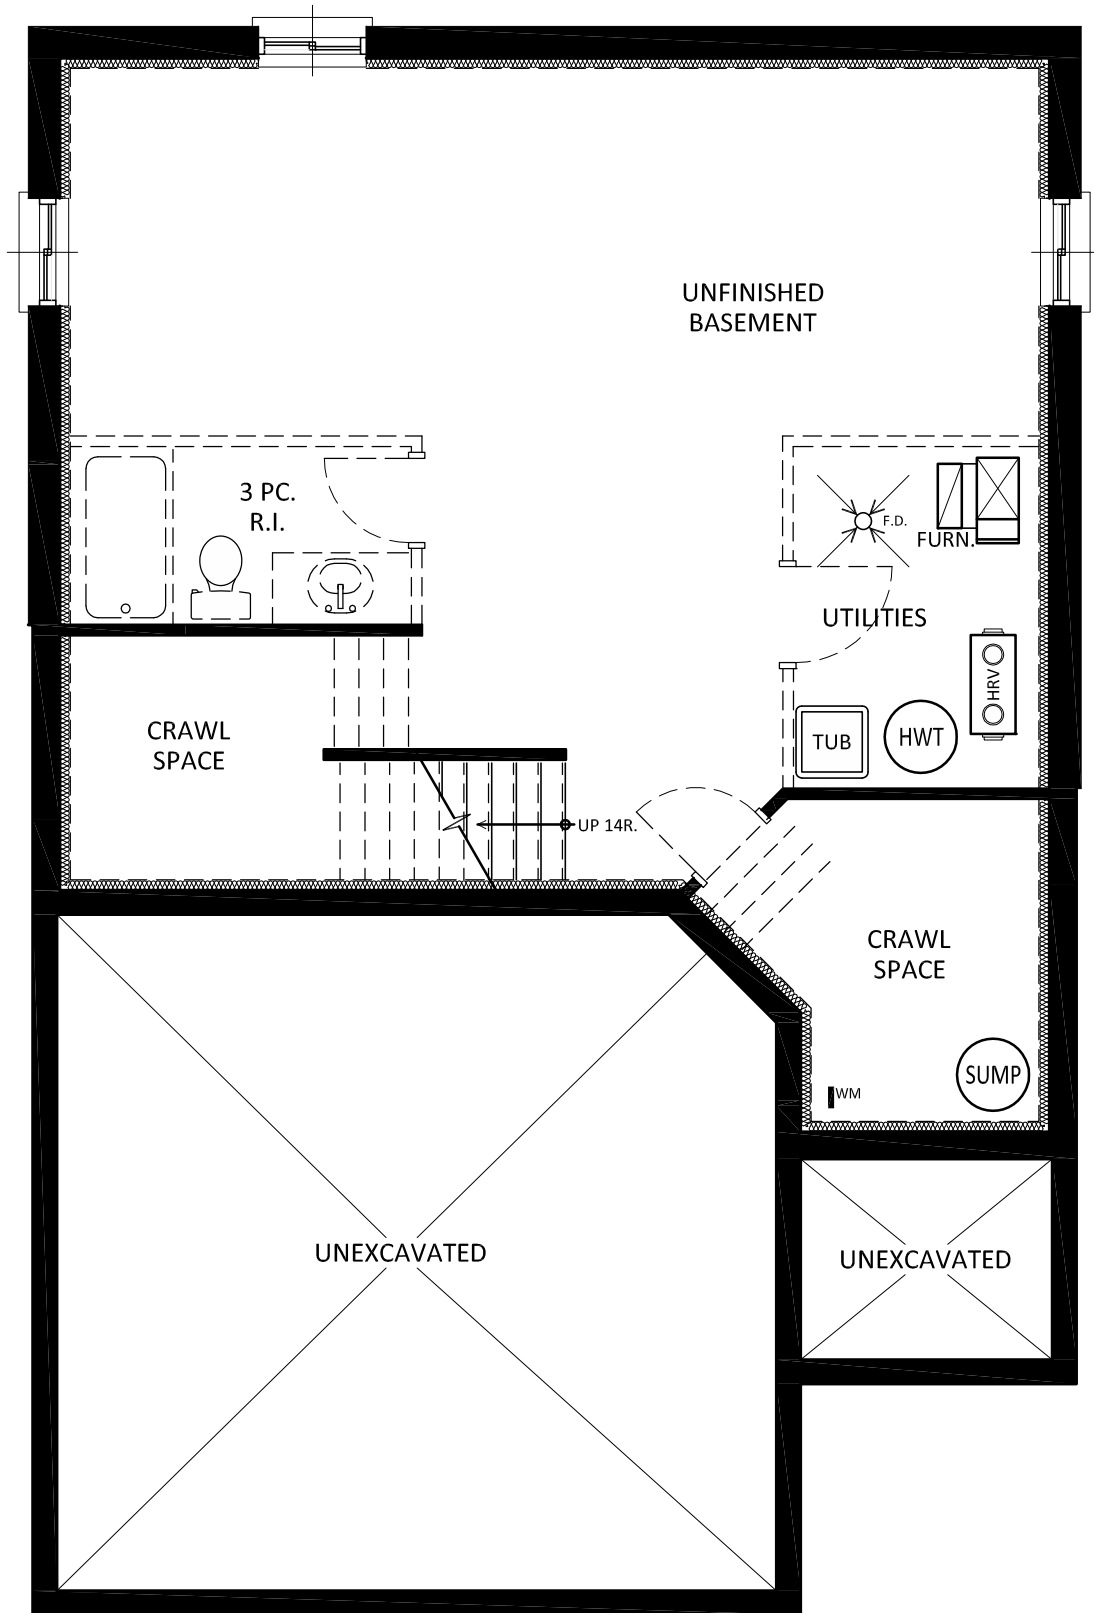 UNFINISHED
BASEMENT
3 PC.
R.I.
F.D.
FURN.
UTILITIES
HRV
TUB
HWT
CRAWL
SPACE
UP 14R.
CRAWL
SPACE
SUMP
WM
UNEXCAVATED
UNEXCAVATED